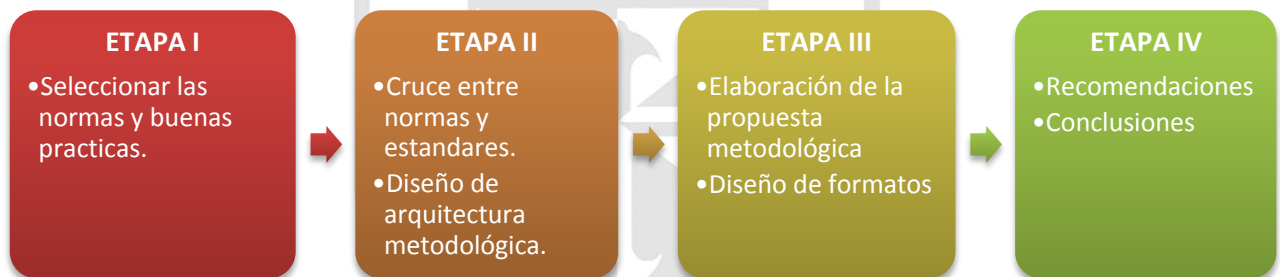 ETAPA I
•Seleccionar las
normas y buenas
practicas.
ETAPA II
•Cruce entre
normas y
estandares.
•Diseño de
arquitectura
metodológica.
ETAPA III
•Elaboración de la
propuesta
metodológica
•Diseño de formatos
ETAPA IV
•Recomendaciones
•Conclusiones